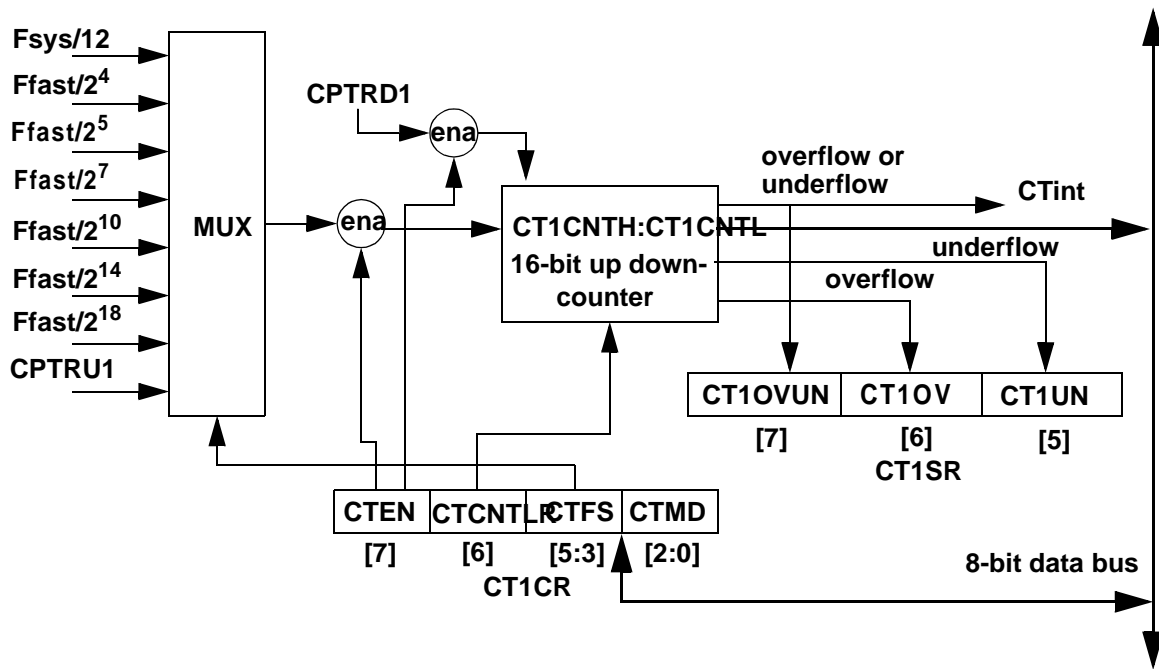 Fsys/12
Ffast/2^4
Ffast/2^5
Ffast/2^7
Ffast/2^10
Ffast/2^14
Ffast/2^18
CPTRU1
MUX
CPTRD1
ena
ena
CT1CNTH:CT1CNTL
16-bit up down-
counter
overflow or
underflow
CTint
underflow
overflow
CT1OVUN
CT1OV
CT1UN
[7]
[6]
[5]
CT1SR
CTEN
CTCNTLR
CTFS
CTMD
[7]
[6]
[5:3]
[2:0]
CT1CR
8-bit data bus